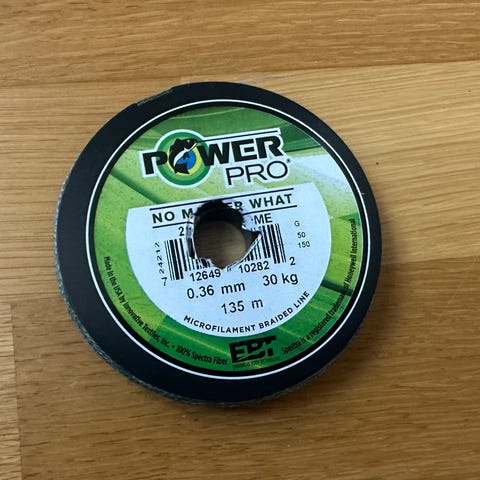 POWER
PRO®
NO MATTER WHAT
ME
G
50
150
24212
7 12649 10282 2
0.36 mm 30 kg
135 m
MICROFILAMENT BRAIDED LINE
EBT
Made in the USA by Innovative Textiles, Inc. • 100% Spectra Fiber
Spectra is a registered trademark of Honeywell International